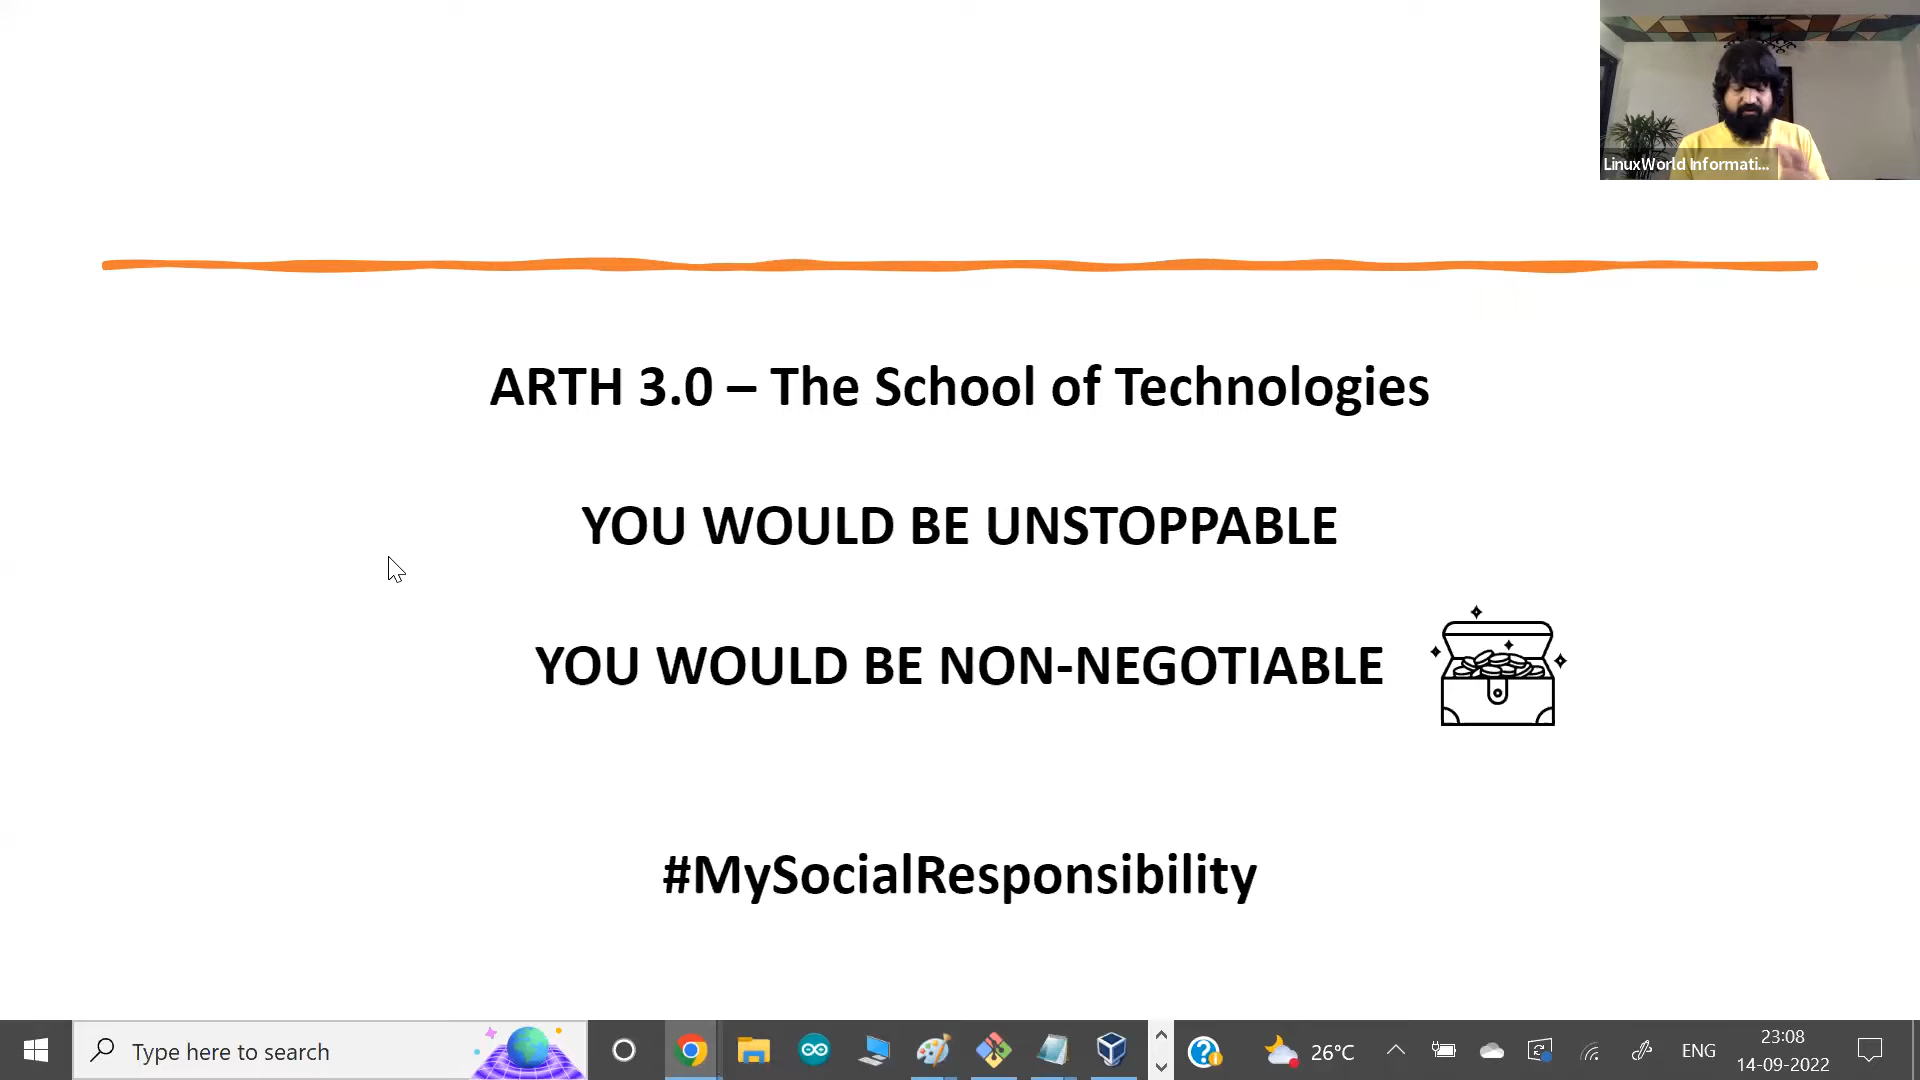 LinuxWorld Informati...
ARTH 3.0 – The School of Technologies
YOU WOULD BE UNSTOPPABLE
YOU WOULD BE NON-NEGOTIABLE
#MySocialResponsibility
Type here to search
26°C
ENG
23:08
14-09-2022